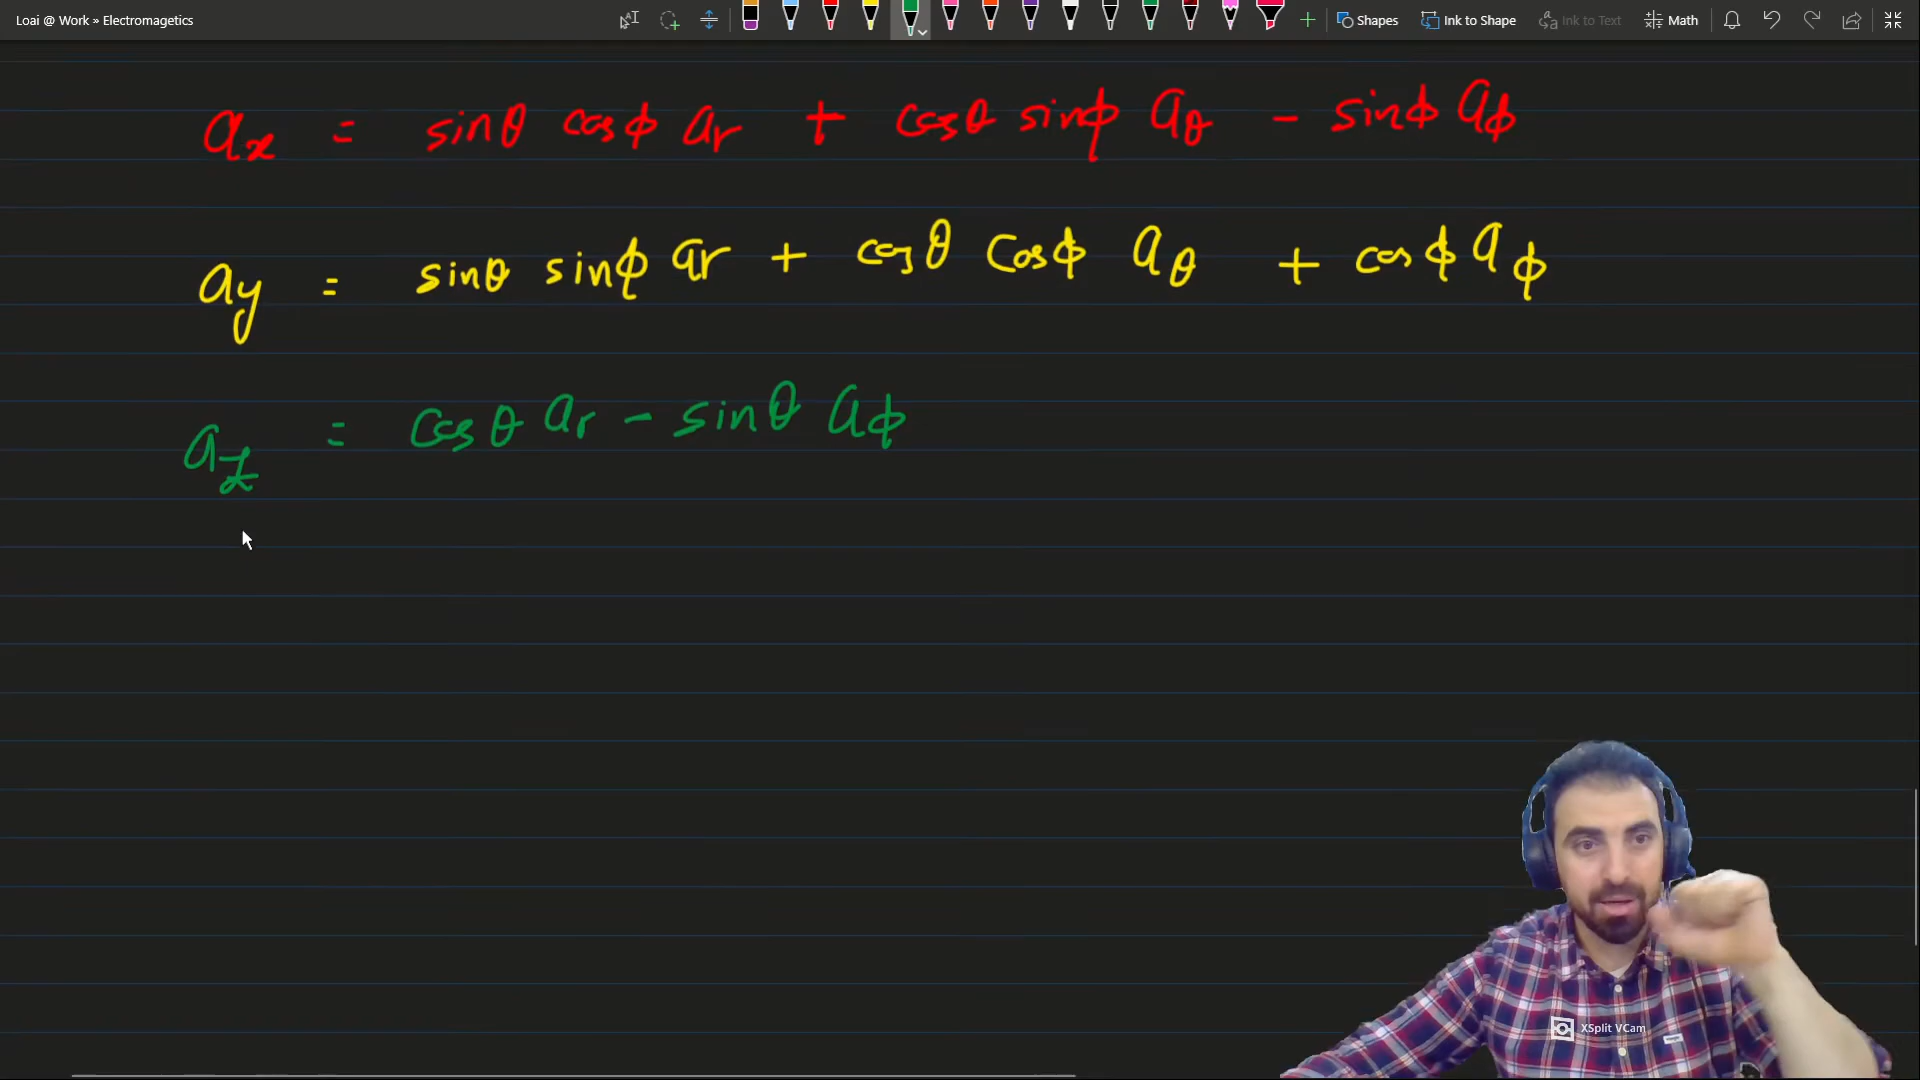 Loai @ Work » Electromagetics
Shapes Ink to Shape Ink to Text Math
ax = sinθ cosϕ ar + cosθ sinϕ aθ - sinϕ aϕ
ay = sinθ sinϕ ar + cosθ cosϕ aθ + cosϕ aϕ
az = cosθ ar - sinθ aϕ
XSplit VCam